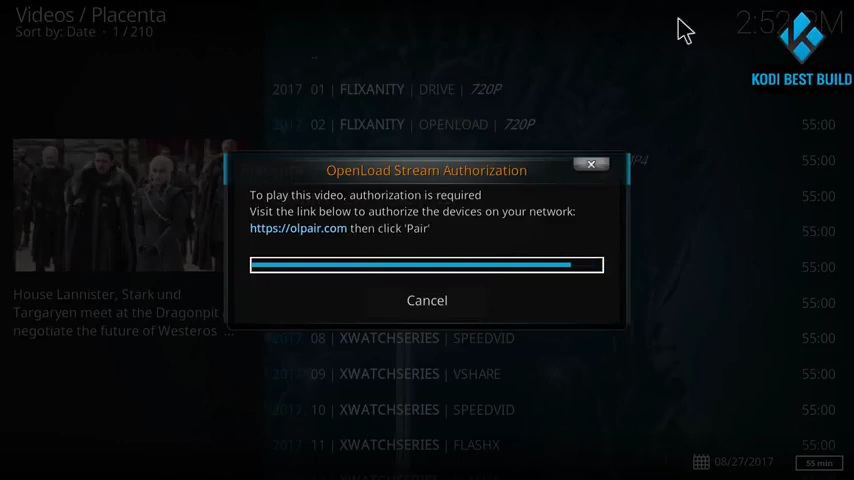 Videos / Placenta
Sort by: Date · 1 / 210
2:52 PM
KODI BEST BUILD
..
2017 01 | FLIXANITY | DRIVE | 720P
2017 02 | FLIXANITY | OPENLOAD | 720P
55:00
MP4
55:00
OpenLoad Stream Authorization
x
To play this video, authorization is required
Visit the link below to authorize the devices on your network:
https://olpair.com then click 'Pair'
55:00
55:00
55:00
Cancel
55:00
House Lannister, Stark und
Targaryen meet at the Dragonpit
negotiate the future of Westeros ...
2017 08 | XWATCHSERIES | SPEEDVID
55:00
2017 09 | XWATCHSERIES | VSHARE
55:00
2017 10 | XWATCHSERIES | SPEEDVID
55:00
2017 11 | XWATCHSERIES | FLASHX
55:00
08/27/2017
55 min